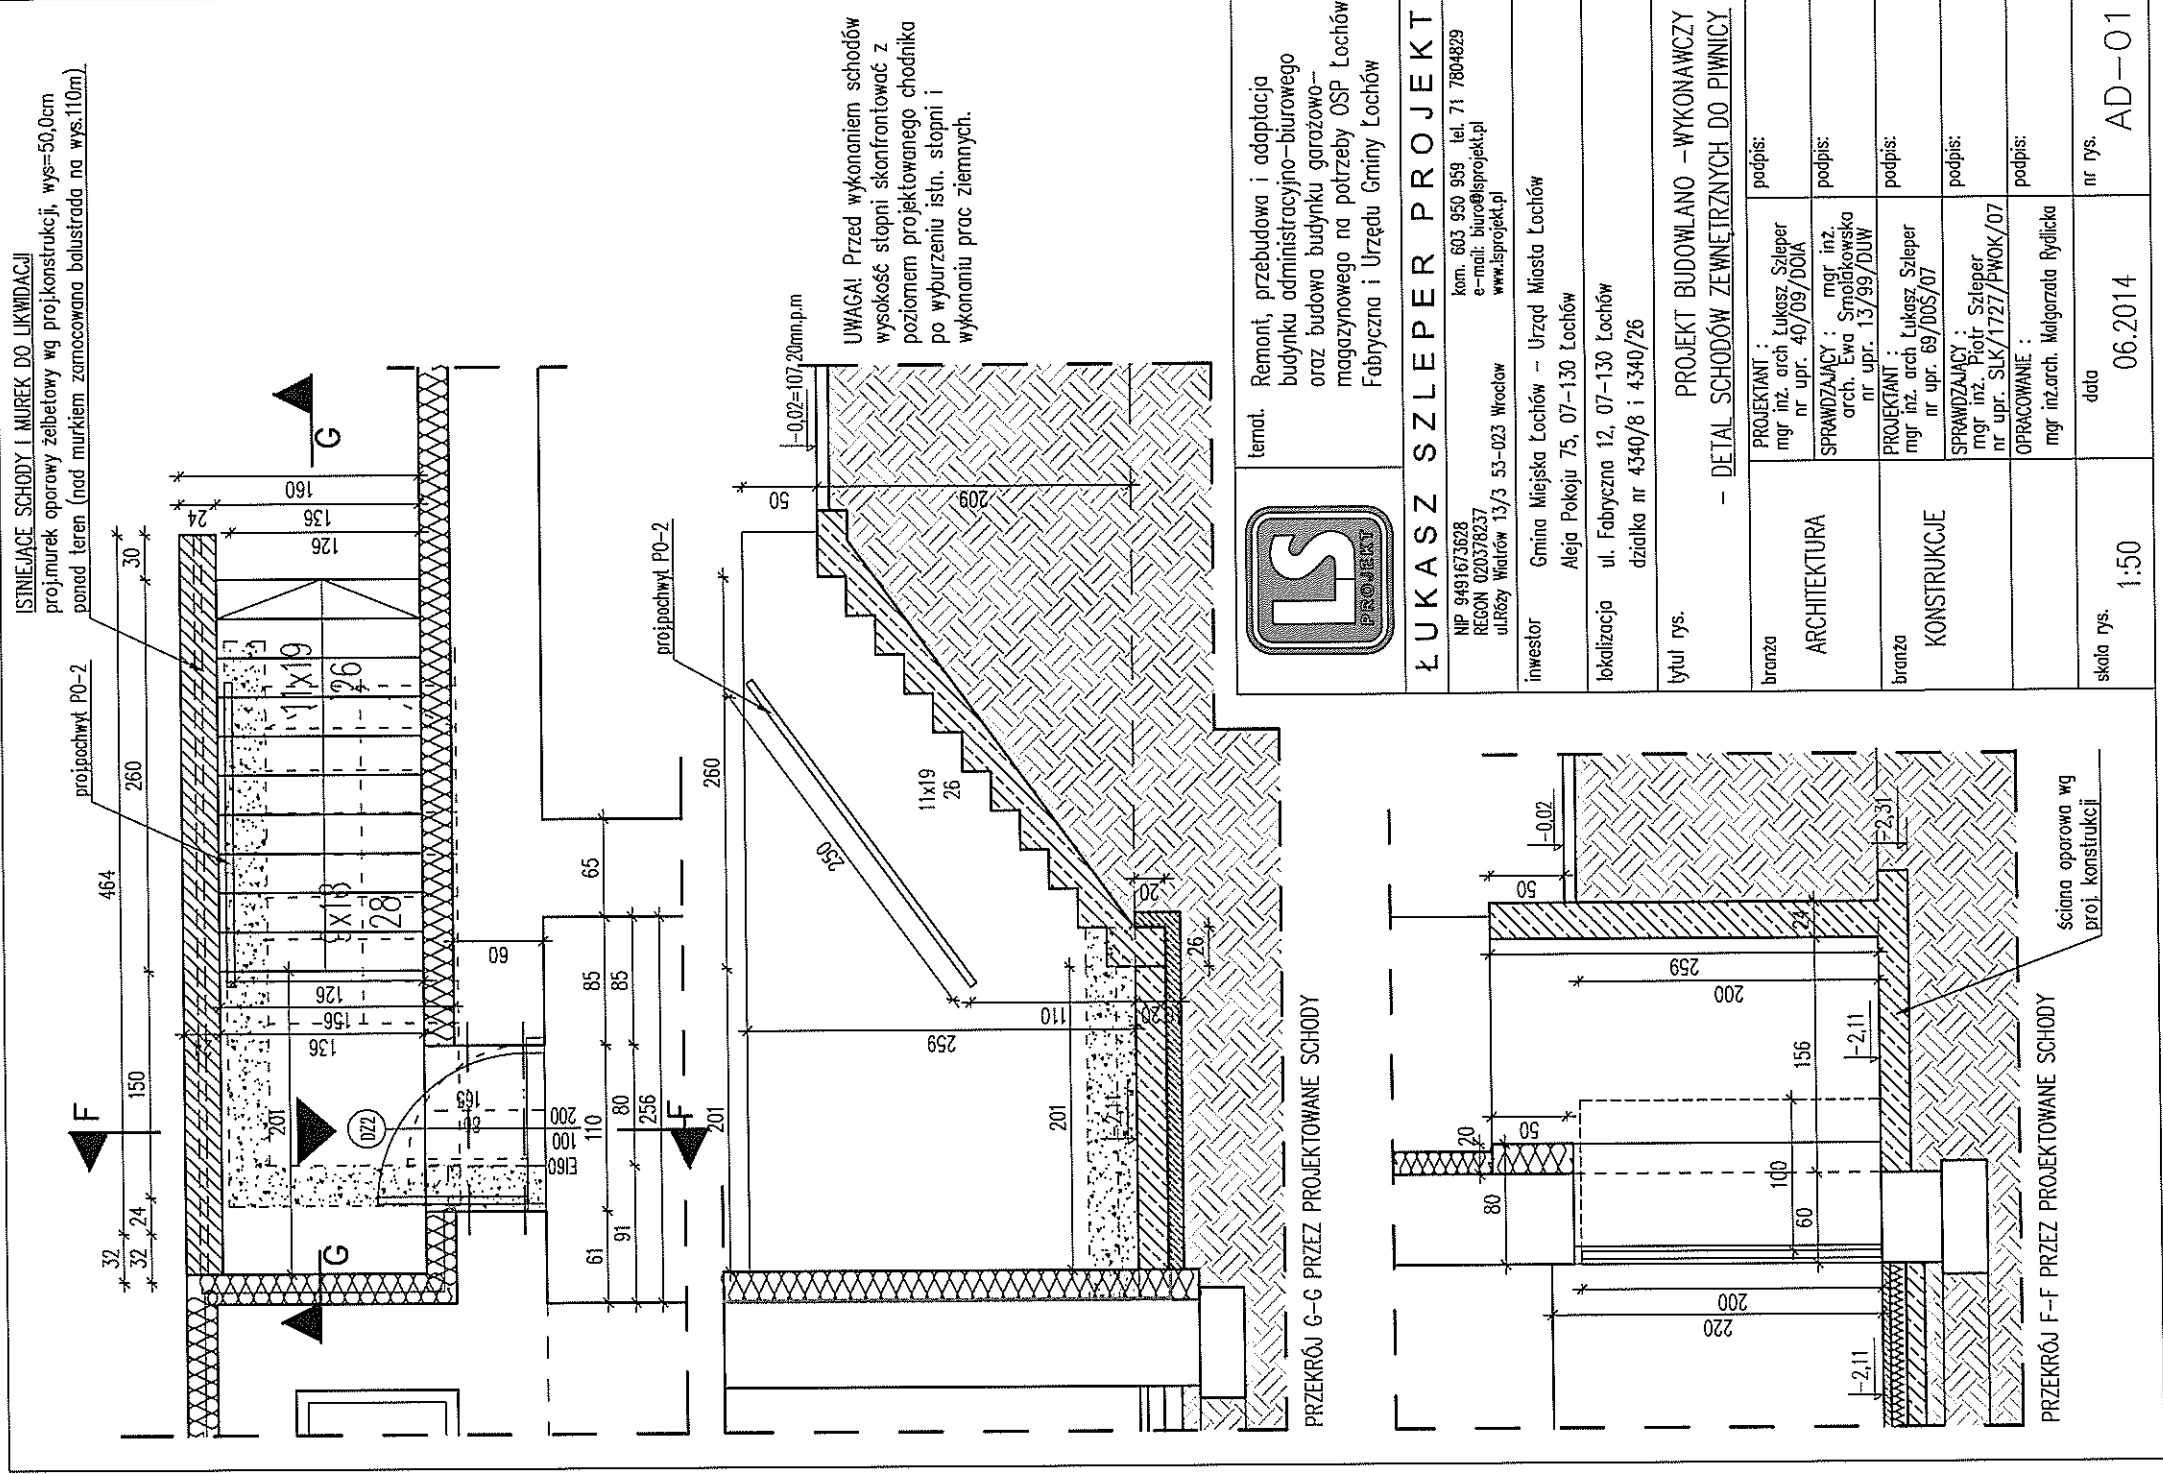 ISTNIEJĄCE SCHODY I MUREK DO LIKWIDACJI
proj.murek oporowy żelbetowy wg proj.konstrukcji, wys=50,0cm
ponad teren (nad murkiem zamocowana balustrada na wys.110m)
proj.pochwyt PO-2
464
32
32
24
150
260
30
24
160
136
126
G
G
F
F
11x19
26
9x18
28
126
156
136
201
DZ2
80
165
EI60
100
200
60
61
110
85
65
91
80
85
256
proj.pochwyt PO-2
UWAGA! Przed wykonaniem schodów
wysokość stopni skonfrontować z
poziomem projektowanego chodnika
po wyburzeniu istn. stopni i
wykonaniu prac ziemnych.
-0,02=107,20mn.p.m
201
260
50
209
250
11x19
26
259
110
201
20
20
26
-2,11
PRZEKRÓJ G-G PRZEZ PROJEKTOWANE SCHODY
-0,02
50
20
80
50
259
200
24
-2,31
156
-2,11
100
60
200
220
-2,11
ściana oporowa wg
proj. konstrukcji
PRZEKRÓJ F-F PRZEZ PROJEKTOWANE SCHODY
LS
PROJEKT
temat.
Remont, przebudowa i adaptacja
budynku administracyjno-biurowego
oraz budowa budynku garażowo-
magazynowego na potrzeby OSP Łochów
Fabryczna i Urzędu Gminy Łochów
ŁUKASZ SZLEPER PROJEKT
NIP 9491673628
REGON 020378237
ul.Róży Wiatrów 13/3 53-023 Wrocław
kom. 603 950 959 tel. 71 7804829
e-mail: biuro@lsprojekt.pl
www.lsprojekt.pl
inwestor
Gmina Miejska Łochów - Urząd Miasta Łochów
Aleja Pokoju 75, 07-130 Łochów
lokalizacja
ul. Fabryczna 12, 07-130 Łochów
działka nr 4340/8 i 4340/26
tytuł rys.
PROJEKT BUDOWLANO -WYKONAWCZY
- DETAL SCHODÓW ZEWNĘTRZNYCH DO PIWNICY
branża
ARCHITEKTURA
PROJEKTANT :
mgr inż. arch Łukasz Szleper
nr upr. 40/09/DOIA
podpis:
SPRAWDZAJĄCY : mgr inż.
arch. Ewa Smolakowska
nr upr. 13/99/DUW
podpis:
branża
KONSTRUKCJE
PROJEKTANT :
mgr inż. arch Łukasz Szleper
nr upr. 69/DOŚ/07
podpis:
SPRAWDZAJĄCY :
mgr inż. Piotr Szleper
nr upr. SLK/1727/PWOK/07
podpis:
OPRACOWANIE :
mgr inż.arch. Małgorzata Rydlicka
podpis:
skala rys.
1:50
data
06.2014
nr rys.
AD-01